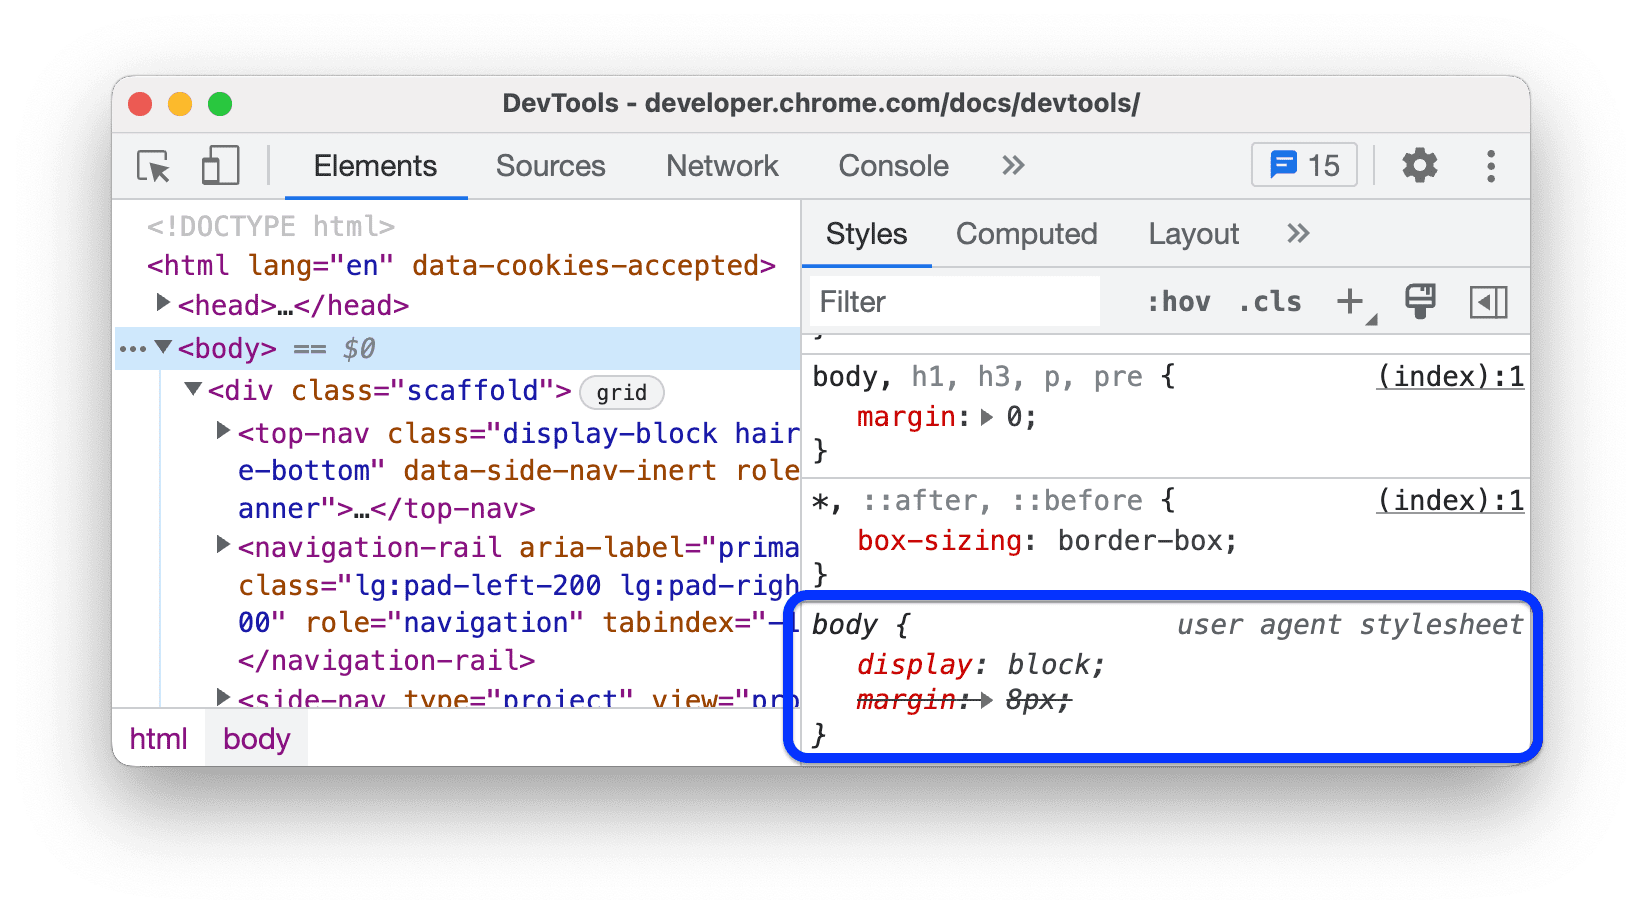 DevTools - developer.chrome.com/docs/devtools/
Elements Sources Network Console » 15
<!DOCTYPE html>
<html lang="en" data-cookies-accepted>
<head>…</head>
<body> == $0
<div class="scaffold"> grid
<top-nav class="display-block hair
e-bottom" data-side-nav-inert role
anner">…</top-nav>
<navigation-rail aria-label="prima
class="lg:pad-left-200 lg:pad-righ
00" role="navigation" tabindex="-1
</navigation-rail>
<side-nav type="project" view="pro
html body
Styles Computed Layout »
Filter :hov .cls +
}
body, h1, h3, p, pre { (index):1
margin: 0;
}
*, ::after, ::before { (index):1
box-sizing: border-box;
}
body { user agent stylesheet
display: block;
margin: 8px;
}